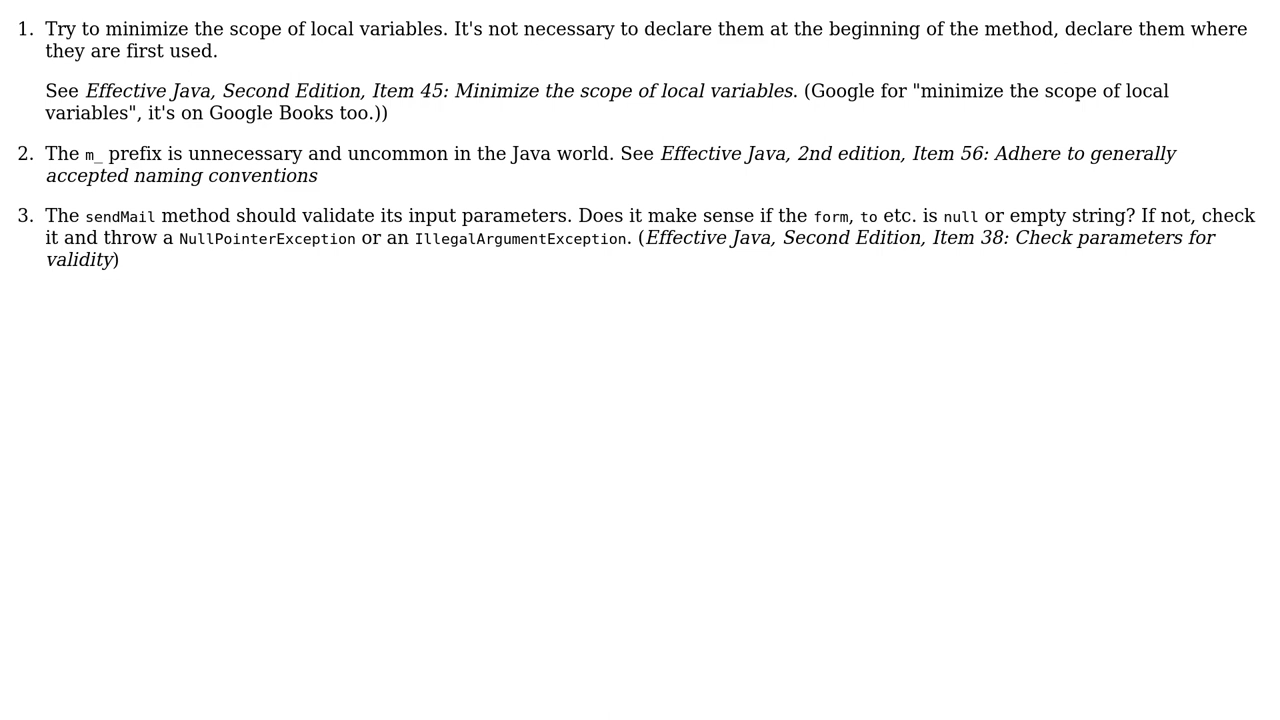 1. Try to minimize the scope of local variables. It's not necessary to declare them at the beginning of the method, declare them where
they are first used.
See Effective Java, Second Edition, Item 45: Minimize the scope of local variables. (Google for "minimize the scope of local
variables", it's on Google Books too.))
2. The m_ prefix is unnecessary and uncommon in the Java world. See Effective Java, 2nd edition, Item 56: Adhere to generally
accepted naming conventions
3. The sendMail method should validate its input parameters. Does it make sense if the form, to etc. is null or empty string? If not, check
it and throw a NullPointerException or an IllegalArgumentException. (Effective Java, Second Edition, Item 38: Check parameters for
validity)